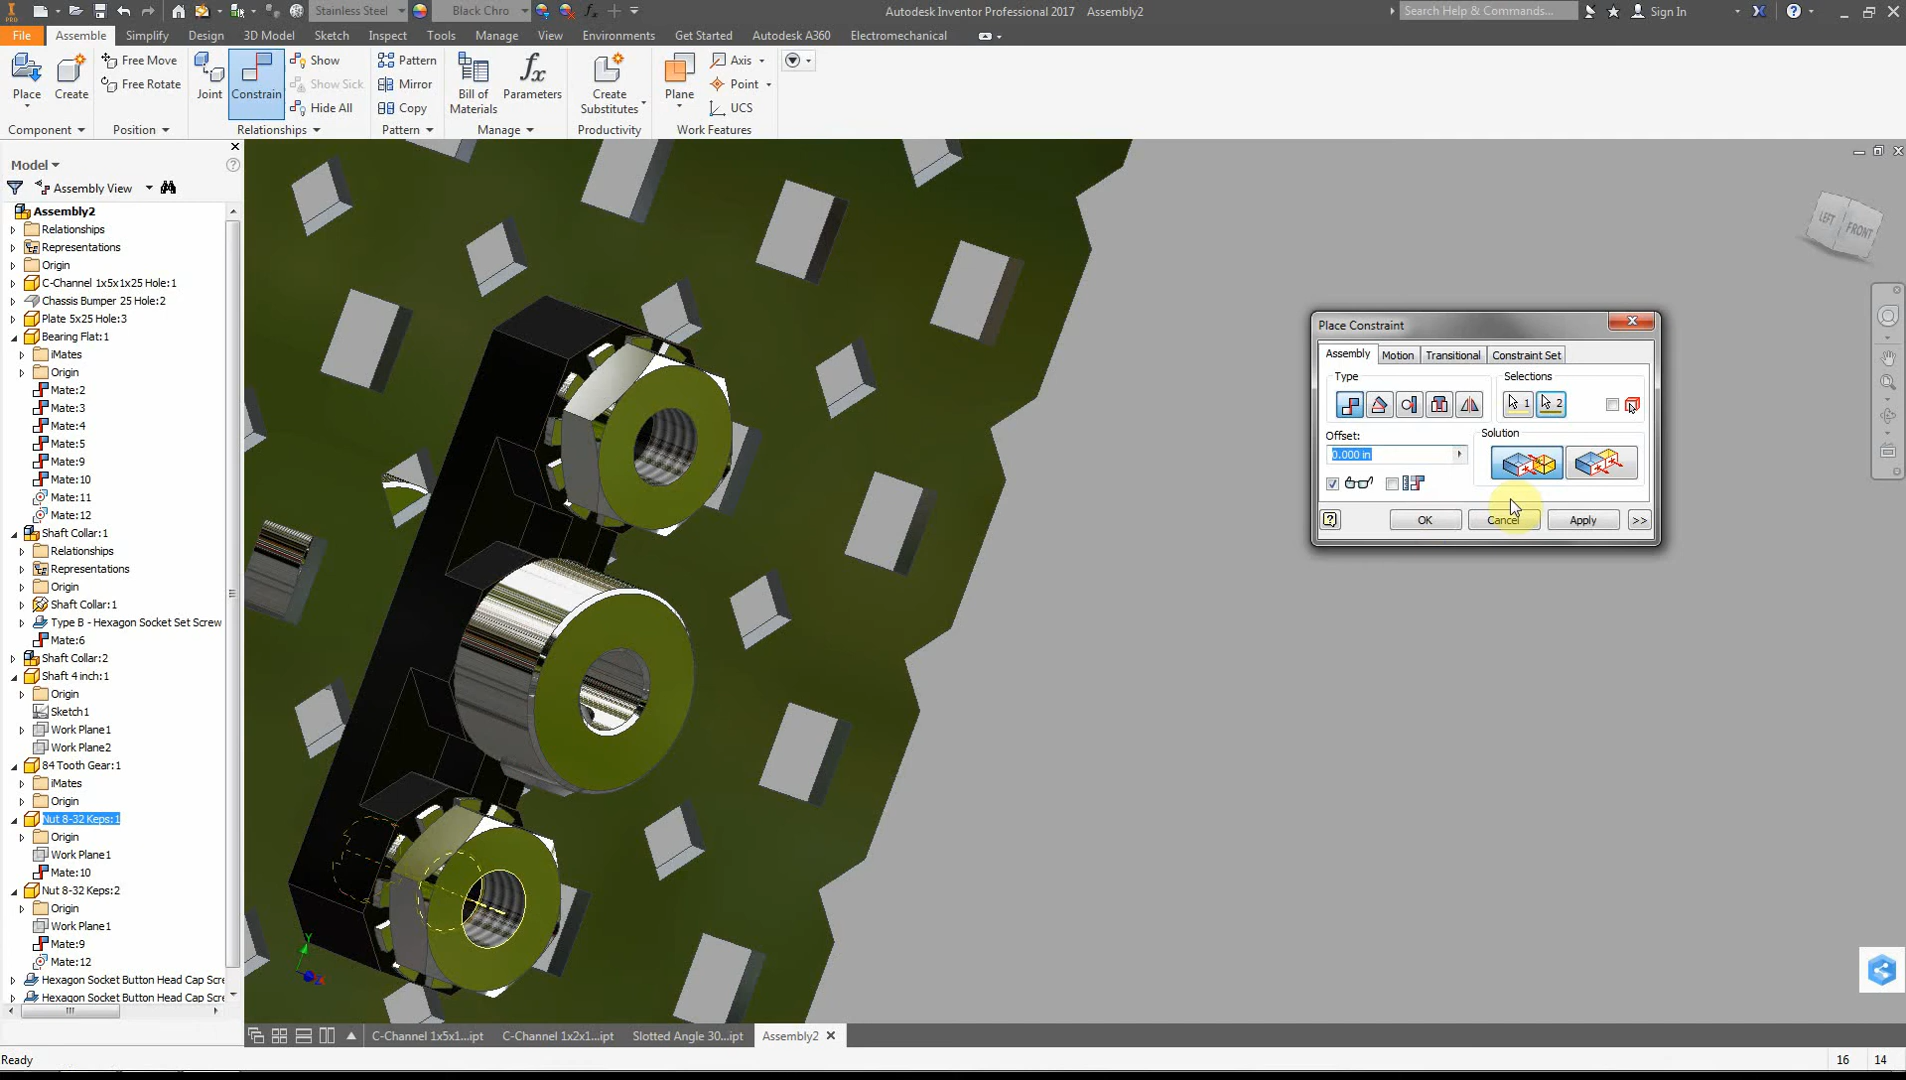 Stainless Steel
Black Chro
Autodesk Inventor Professional 2017   Assembly2
Search Help & Commands...
Sign In
PRO
File
Assemble
Simplify
Design
3D Model
Sketch
Inspect
Tools
Manage
View
Environments
Get Started
Autodesk A360
Electromechanical
Place
Create
Free Move
Free Rotate
Joint
Constrain
Show
Show Sick
Hide All
Pattern
Mirror
Copy
Bill of
Materials
Parameters
Create
Substitutes
Plane
Axis
Point
UCS
Component
Position
Relationships
Pattern
Manage
Productivity
Work Features
Model
Assembly View
Assembly2
Relationships
Representations
Origin
C-Channel 1x5x1x25 Hole:1
Chassis Bumper 25 Hole:2
Plate 5x25 Hole:3
Bearing Flat:1
iMates
Origin
Mate:2
Mate:3
Mate:4
Mate:5
Mate:9
Mate:10
Mate:11
Mate:12
Shaft Collar:1
Relationships
Representations
Origin
Shaft Collar:1
Type B - Hexagon Socket Set Screw
Mate:6
Shaft Collar:2
Shaft 4 inch:1
Origin
Sketch1
Work Plane1
Work Plane2
84 Tooth Gear:1
iMates
Origin
Nut 8-32 Keps:1
Origin
Work Plane1
Mate:10
Nut 8-32 Keps:2
Origin
Work Plane1
Mate:9
Mate:12
Hexagon Socket Button Head Cap Scre
Hexagon Socket Button Head Cap Scre
LEFT
FRONT
Place Constraint
Assembly
Motion
Transitional
Constraint Set
Type
Selections
1
2
Offset:
0.000 in
Solution
OK
Cancel
Apply
>>
Y
Z
X
C-Channel 1x5x1...ipt
C-Channel 1x2x1...ipt
Slotted Angle 30...ipt
Assembly2
Ready
16
14